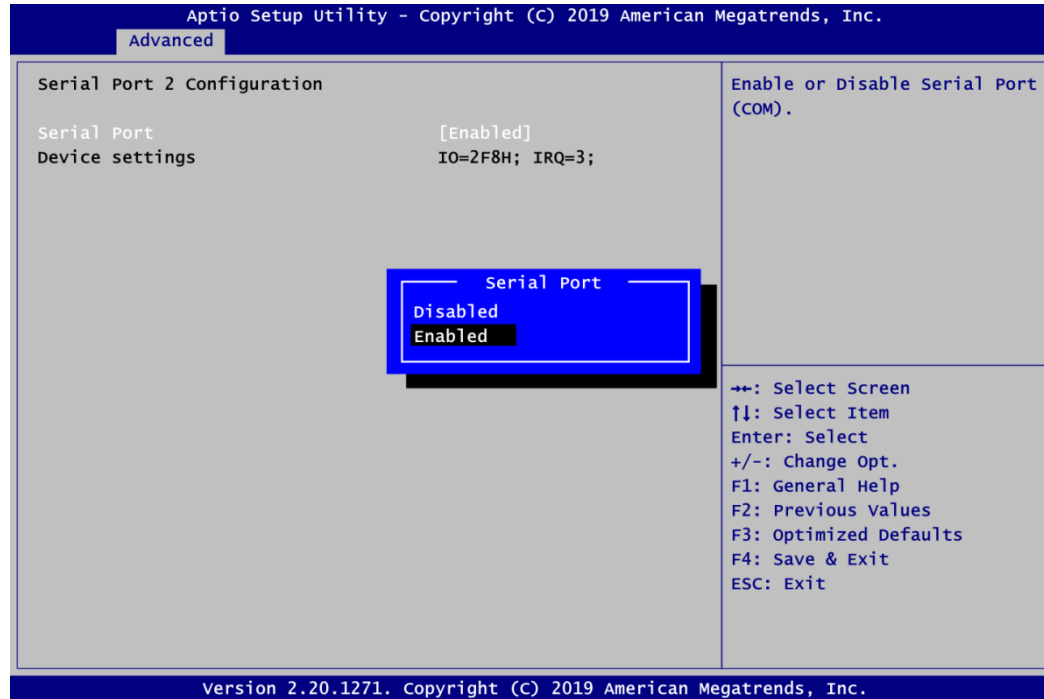 Aptio Setup Utility - Copyright (C) 2019 American Megatrends, Inc.
Advanced
Serial Port 2 Configuration
Serial Port [Enabled]
Device settings IO=2F8H; IRQ=3;
Enable or Disable Serial Port
(COM).
Serial Port
Disabled
Enabled
→←: Select Screen
↑↓: Select Item
Enter: Select
+/-: Change Opt.
F1: General Help
F2: Previous Values
F3: Optimized Defaults
F4: Save & Exit
ESC: Exit
Version 2.20.1271. Copyright (C) 2019 American Megatrends, Inc.